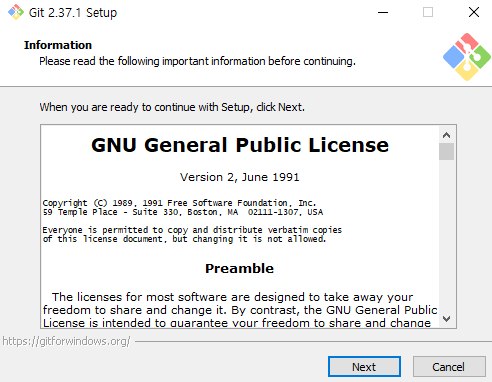 Git 2.37.1 Setup
Information
Please read the following important information before continuing.
When you are ready to continue with Setup, click Next.
GNU General Public License
Version 2, June 1991
Copyright (C) 1989, 1991 Free Software Foundation, Inc.
59 Temple Place - Suite 330, Boston, MA  02111-1307, USA
Everyone is permitted to copy and distribute verbatim copies
of this license document, but changing it is not allowed.
Preamble
The licenses for most software are designed to take away your
freedom to share and change it. By contrast, the GNU General Public
License is intended to guarantee your freedom to share and change
https://gitforwindows.org/
Next
Cancel